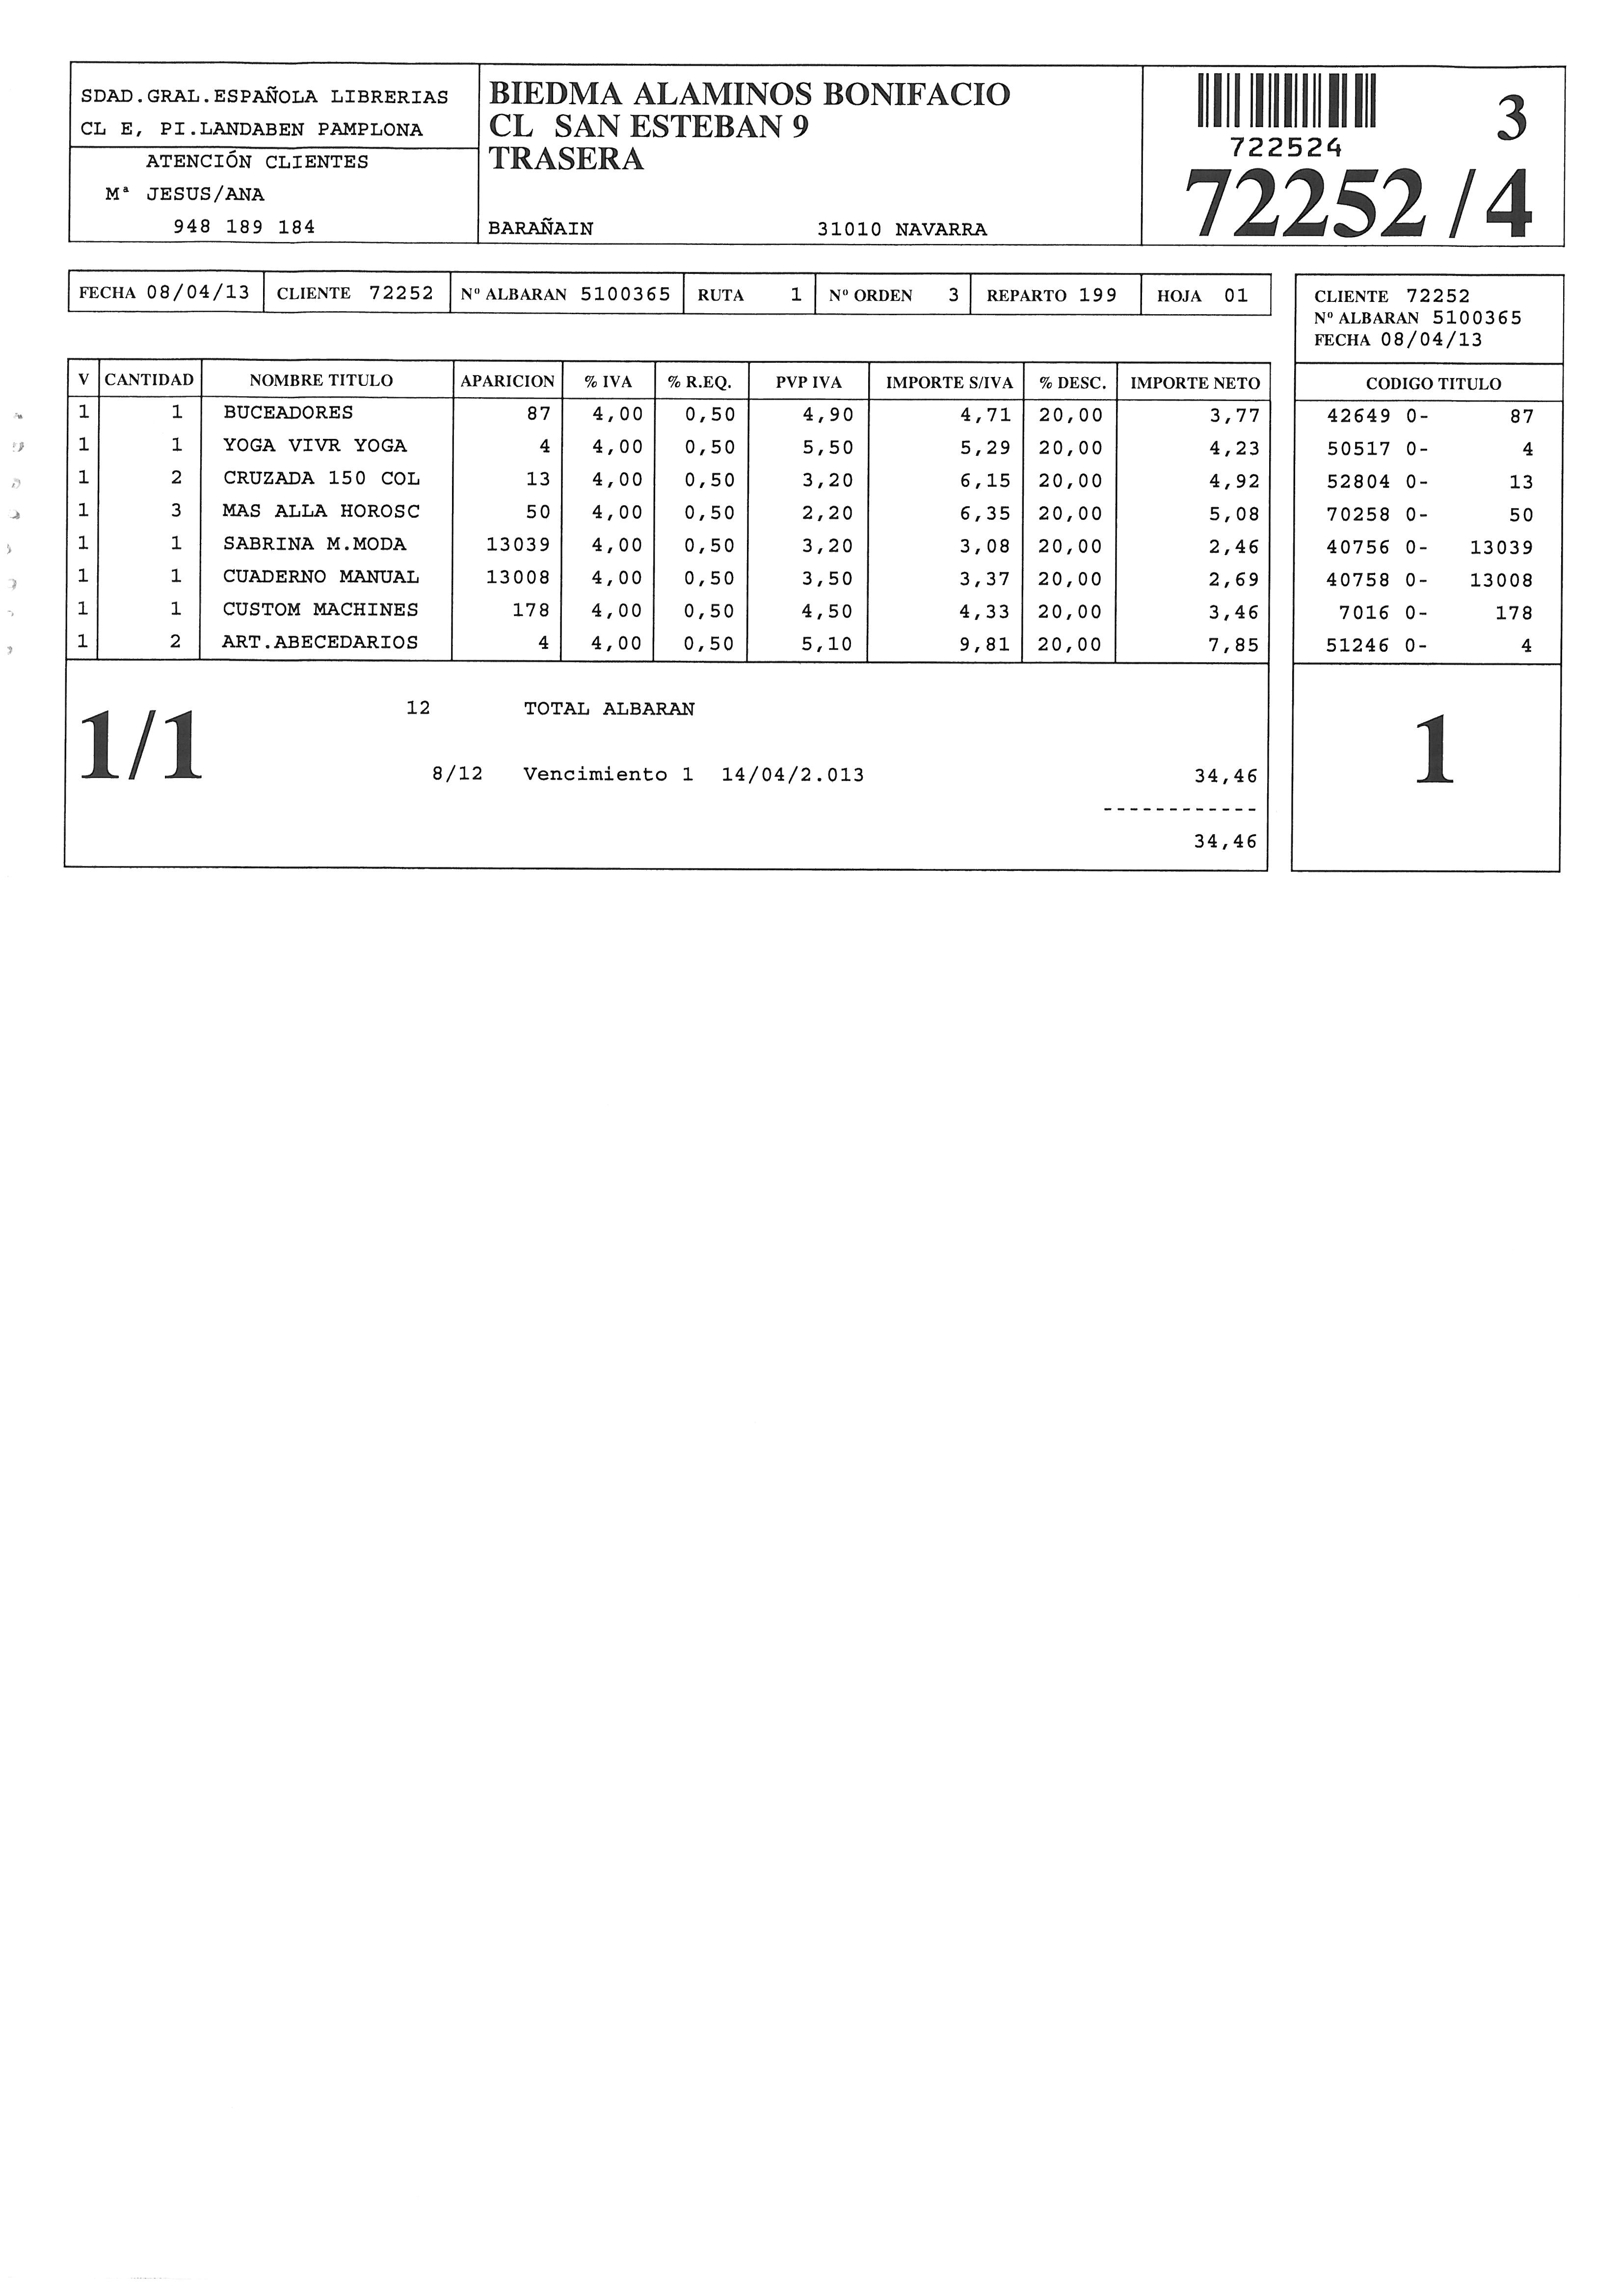 SDAD.GRAL.ESPAÑOLA LIBRERIAS
CL E, PI.LANDABEN PAMPLONA
ATENCIÓN CLIENTES
Mª JESUS/ANA
948 189 184
BIEDMA ALAMINOS BONIFACIO
CL SAN ESTEBAN 9
TRASERA
BARAÑAIN 31010 NAVARRA
3
722524
72252 / 4
FECHA 08/04/13 CLIENTE 72252 Nº ALBARAN 5100365 RUTA 1 Nº ORDEN 3 REPARTO 199 HOJA 01
CLIENTE 72252
Nº ALBARAN 5100365
FECHA 08/04/13
V CANTIDAD NOMBRE TITULO APARICION % IVA % R.EQ. PVP IVA IMPORTE S/IVA % DESC. IMPORTE NETO CODIGO TITULO
1 1 BUCEADORES 87 4,00 0,50 4,90 4,71 20,00 3,77 42649 0- 87
1 1 YOGA VIVR YOGA 4 4,00 0,50 5,50 5,29 20,00 4,23 50517 0- 4
1 2 CRUZADA 150 COL 13 4,00 0,50 3,20 6,15 20,00 4,92 52804 0- 13
1 3 MAS ALLA HOROSC 50 4,00 0,50 2,20 6,35 20,00 5,08 70258 0- 50
1 1 SABRINA M.MODA 13039 4,00 0,50 3,20 3,08 20,00 2,46 40756 0- 13039
1 1 CUADERNO MANUAL 13008 4,00 0,50 3,50 3,37 20,00 2,69 40758 0- 13008
1 1 CUSTOM MACHINES 178 4,00 0,50 4,50 4,33 20,00 3,46 7016 0- 178
1 2 ART.ABECEDARIOS 4 4,00 0,50 5,10 9,81 20,00 7,85 51246 0- 4
12 TOTAL ALBARAN
1/1
8/12 Vencimiento 1 14/04/2.013 34,46
------------
34,46
1